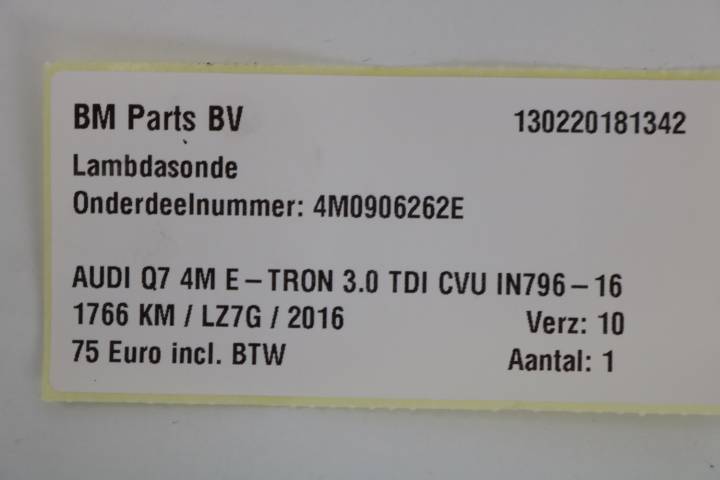 BM Parts BV 130220181342
Lambdasonde
Onderdeelnummer: 4M0906262E
AUDI Q7 4M E-TRON 3.0 TDI CVU IN796-16
1766 KM / LZ7G / 2016 Verz: 10
75 Euro incl. BTW Aantal: 1